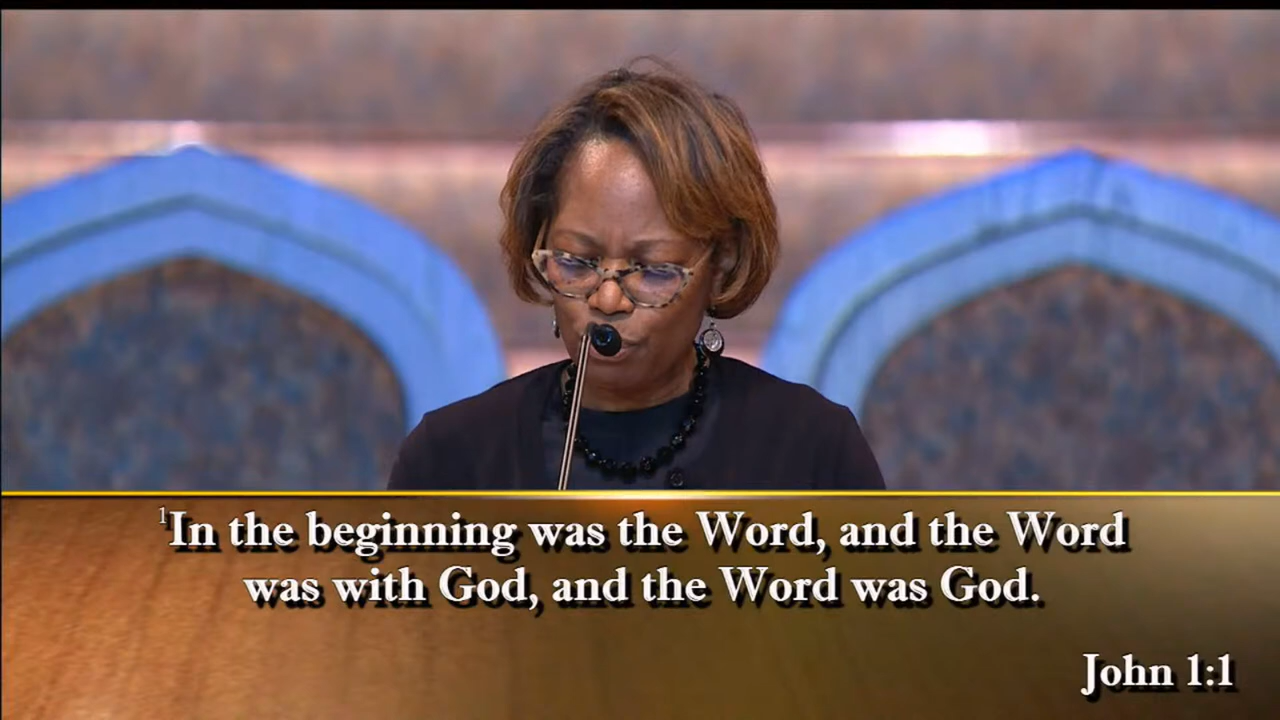 ¹In the beginning was the Word, and the Word
was with God, and the Word was God.
John 1:1